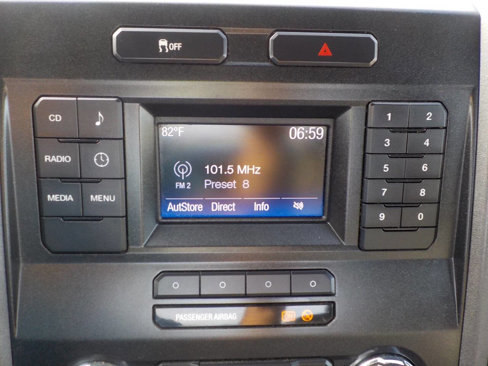 OFF
CD
RADIO
MEDIA MENU
82°F 06:59
FM 2
101.5 MHz
Preset 8
AutStore Direct Info
1 2
3 4
5 6
7 8
9 0
PASSENGER AIRBAG